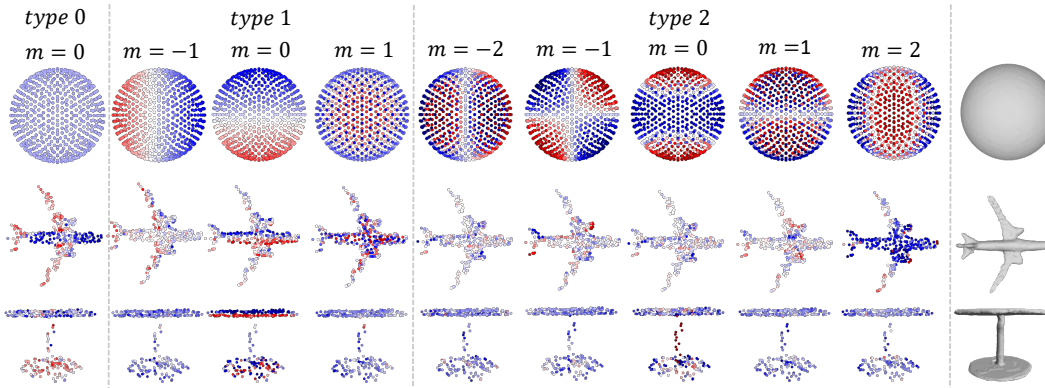 type 0 type 1 type 2
m = 0 m = −1 m = 0 m = 1 m = −2 m = −1 m = 0 m =1 m = 2